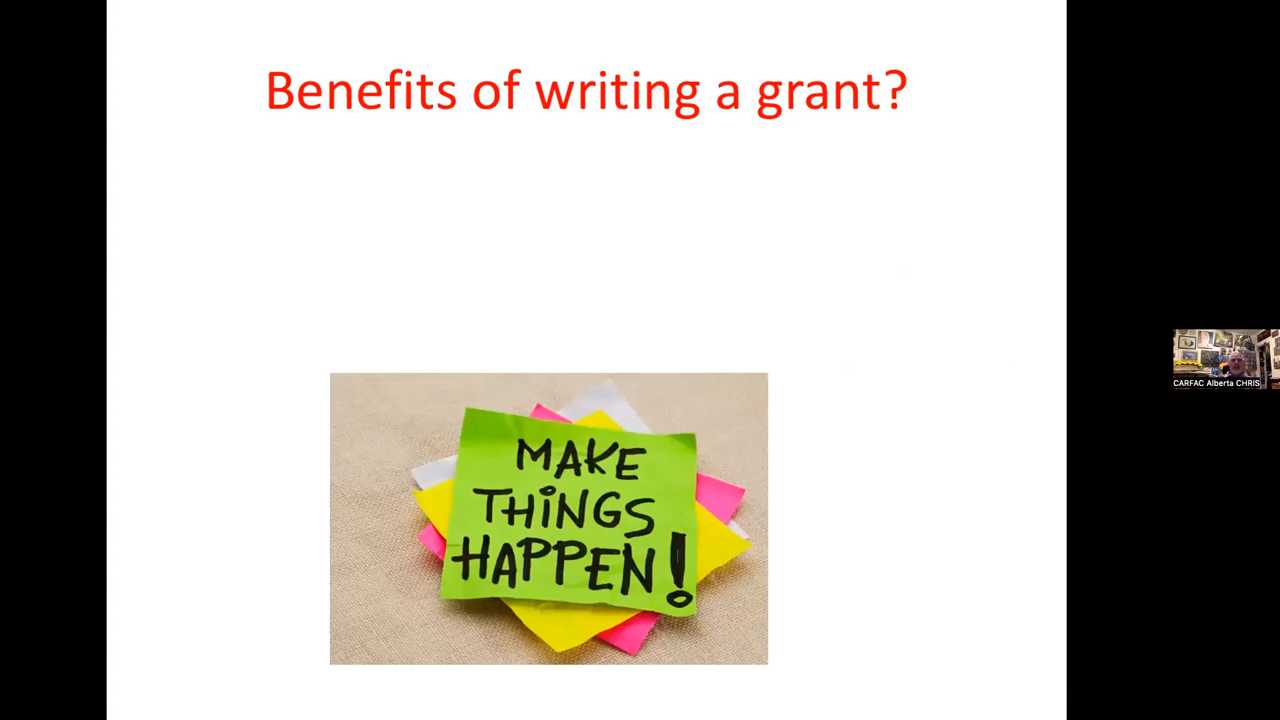 Benefits of writing a grant?
MAKE
THiNGS
HAPPEN!
CARFAC Alberta CHRIS